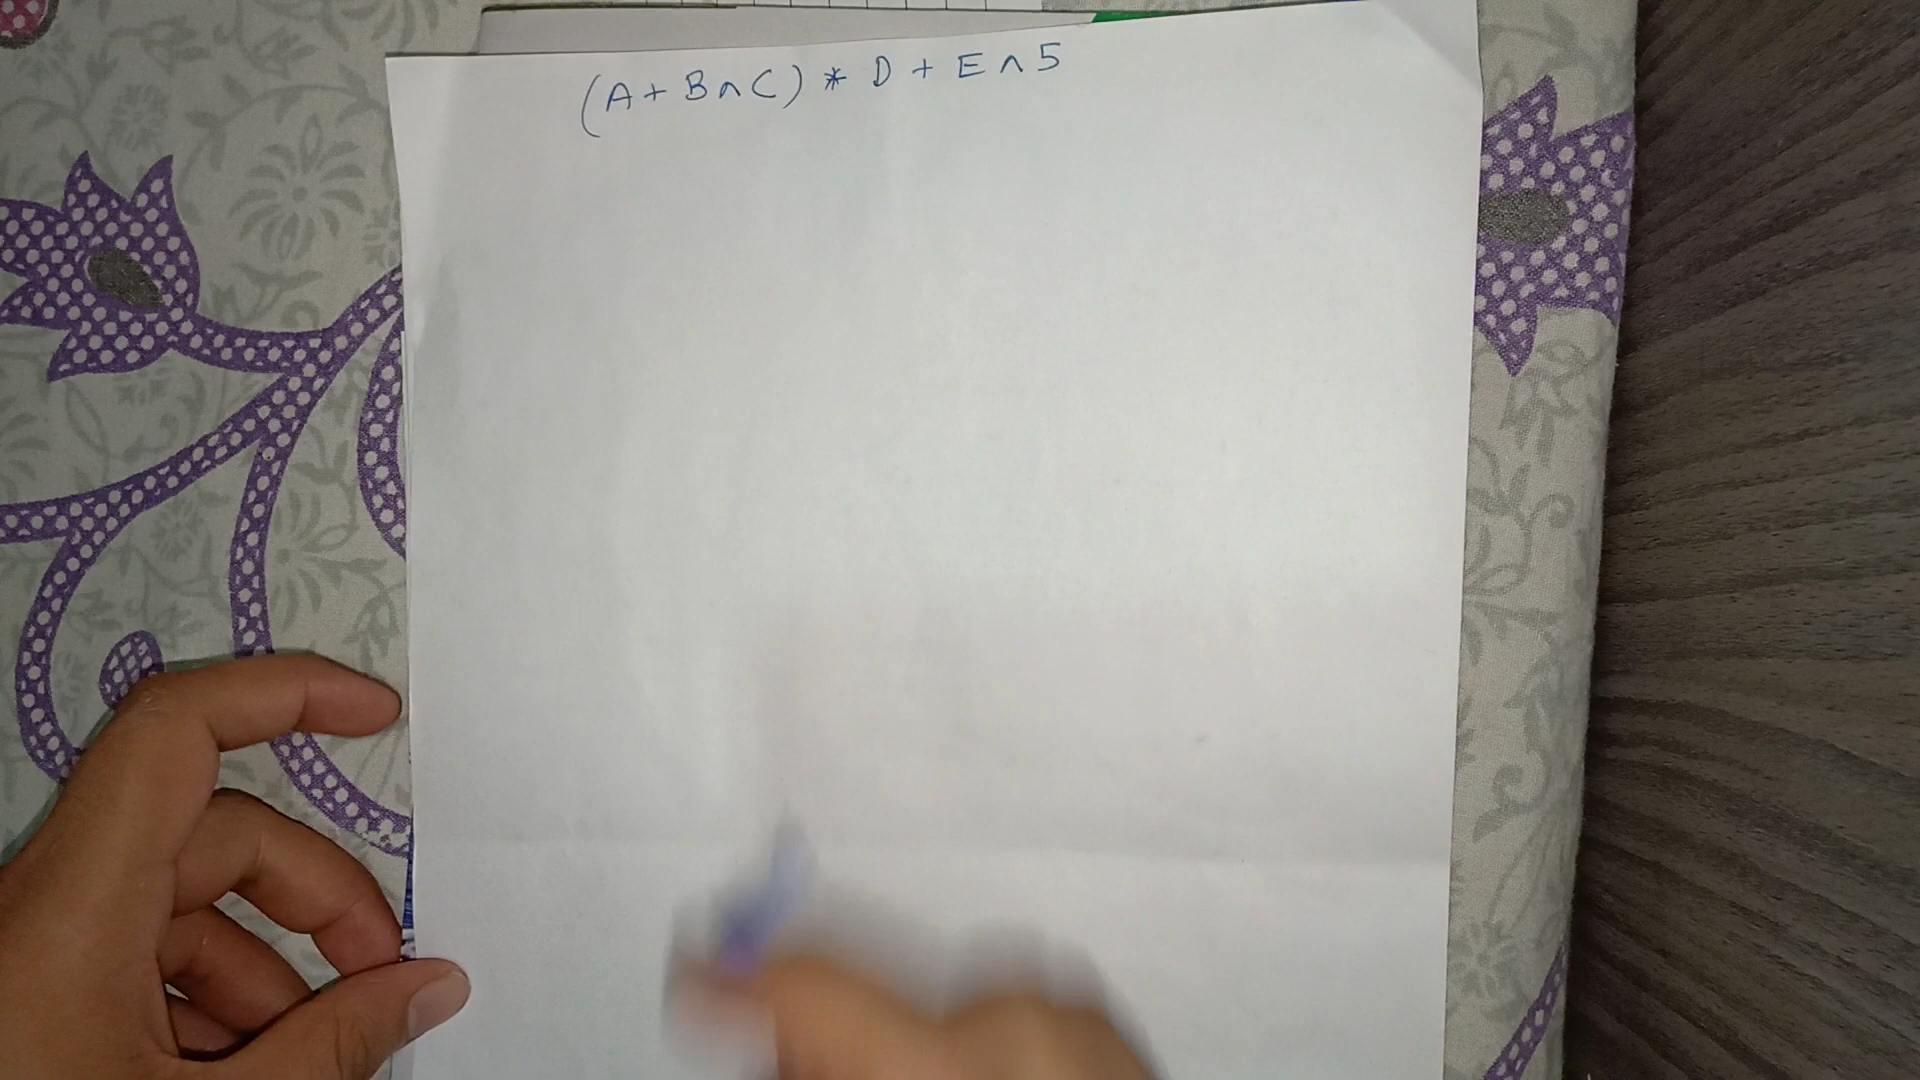 (A + B ^ C) * D + E ^ 5